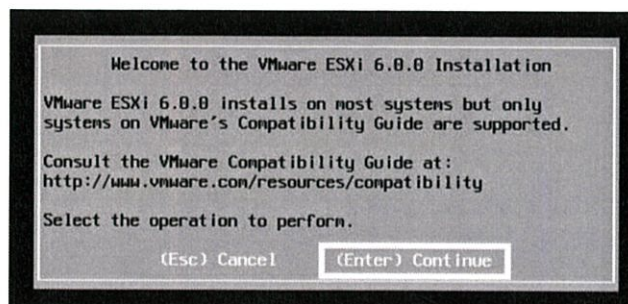 Welcome to the VMware ESXi 6.0.0 Installation
VMware ESXi 6.0.0 installs on most systems but only
systems on VMware's Compatibility Guide are supported.
Consult the VMware Compatibility Guide at:
http://www.vmware.com/resources/compatibility
Select the operation to perform.
(Esc) Cancel (Enter) Continue